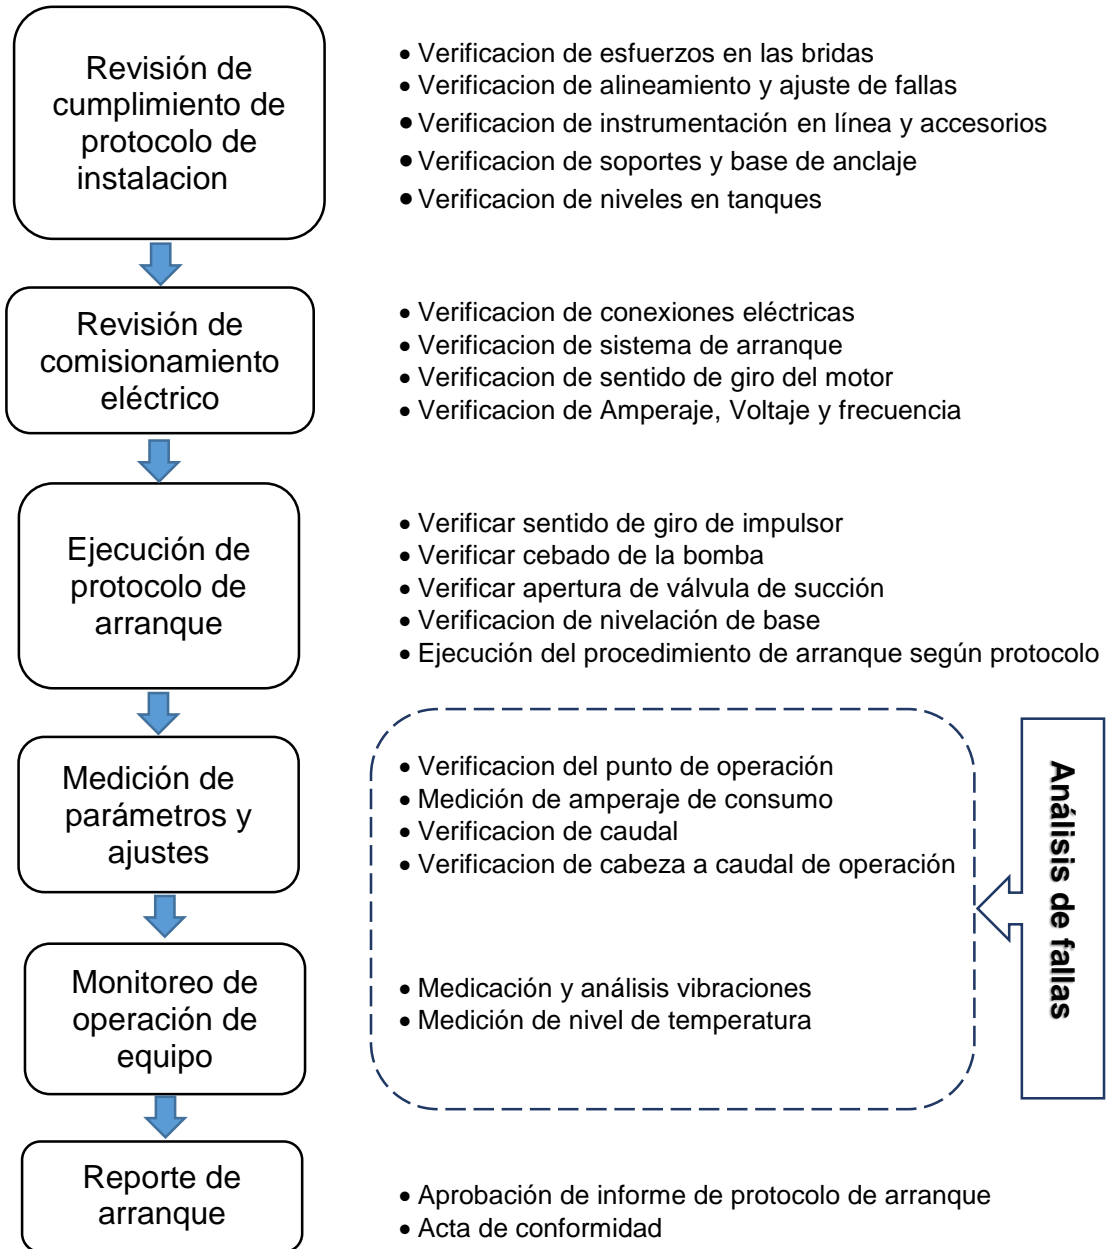 Revisión de
cumplimiento de
protocolo de
instalacion
• Verificacion de esfuerzos en las bridas
• Verificacion de alineamiento y ajuste de fallas
• Verificacion de instrumentación en línea y accesorios
• Verificacion de soportes y base de anclaje
• Verificacion de niveles en tanques
Revisión de
comisionamiento
eléctrico
• Verificacion de conexiones eléctricas
• Verificacion de sistema de arranque
• Verificacion de sentido de giro del motor
• Verificacion de Amperaje, Voltaje y frecuencia
Ejecución de
protocolo de
arranque
• Verificar sentido de giro de impulsor
• Verificar cebado de la bomba
• Verificar apertura de válvula de succión
• Verificacion de nivelación de base
• Ejecución del procedimiento de arranque según protocolo
Medición de
parámetros y
ajustes
• Verificacion del punto de operación
• Medición de amperaje de consumo
• Verificacion de caudal
• Verificacion de cabeza a caudal de operación
Monitoreo de
operación de
equipo
• Medicación y análisis vibraciones
• Medición de nivel de temperatura
Análisis de fallas
Reporte de
arranque
• Aprobación de informe de protocolo de arranque
• Acta de conformidad